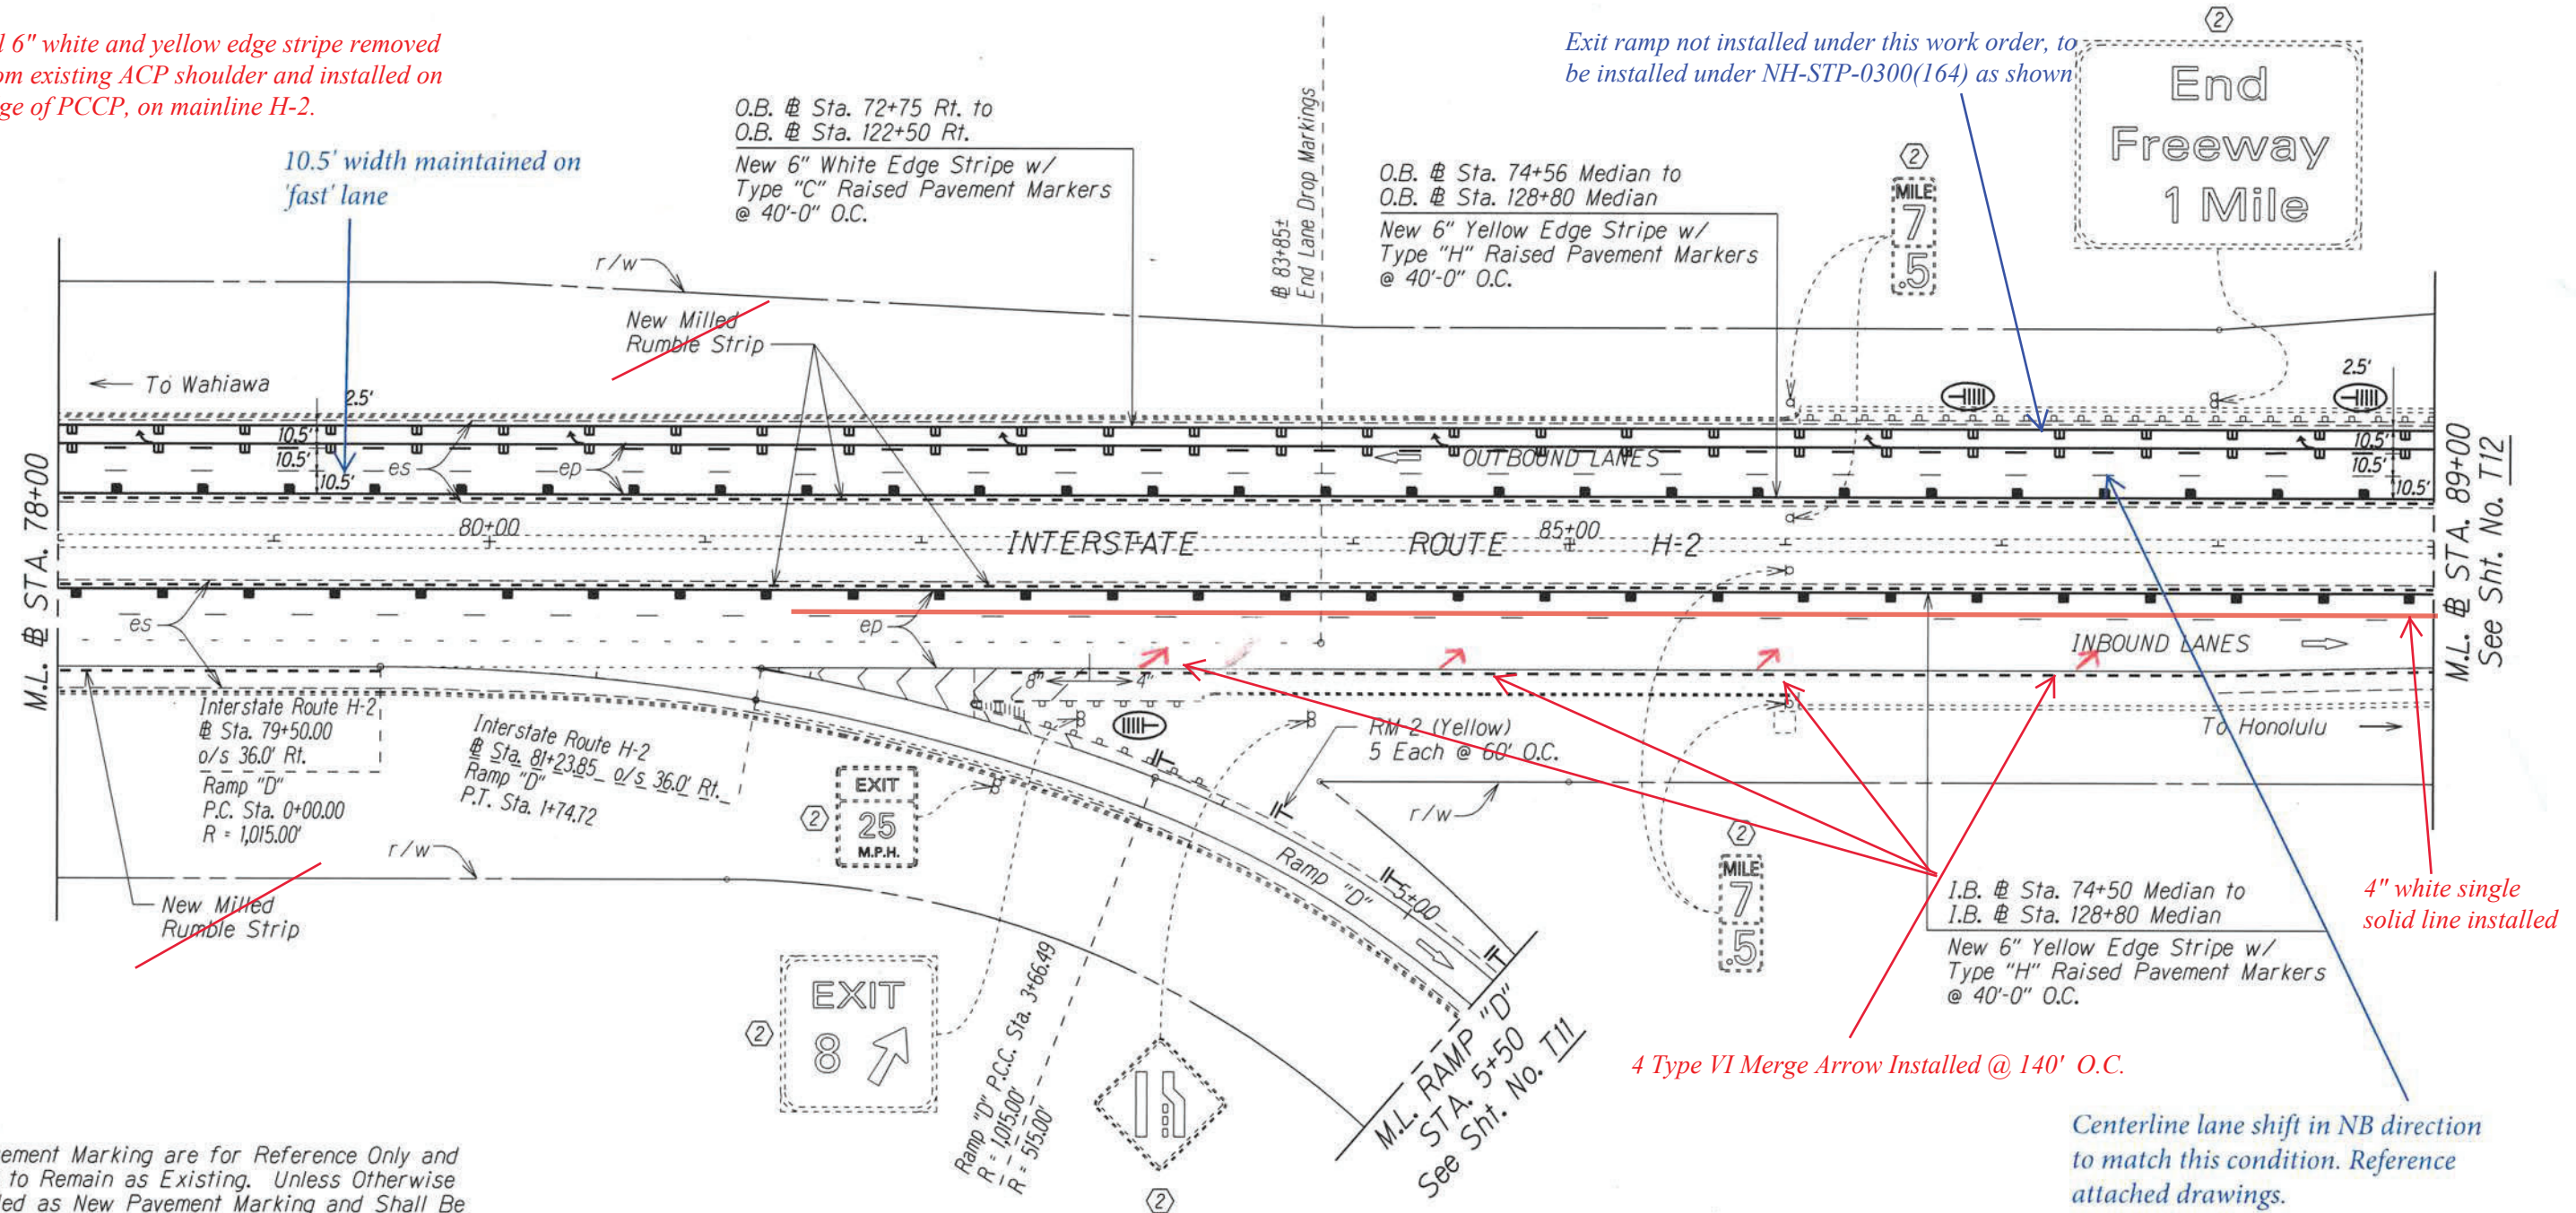 6" white and yellow edge stripe removed
existing ACP shoulder and installed on
of PCCP, on mainline H-2.
10.5' width maintained on
'fast' lane
O.B. ⅊ Sta. 72+75 Rt. to
O.B. ⅊ Sta. 122+50 Rt.
New 6" White Edge Stripe w/
Type "C" Raised Pavement Markers
@ 40'-0" O.C.
⅊ 83+85±
End Lane Drop Markings
O.B. ⅊ Sta. 74+56 Median to
O.B. ⅊ Sta. 128+80 Median
New 6" Yellow Edge Stripe w/
Type "H" Raised Pavement Markers
@ 40'-0" O.C.
Exit ramp not installed under this work order, to
be installed under NH-STP-0300(164) as shown
2
MILE
7
.5
2
End
Freeway
1 Mile
r/w
New Milled
Rumble Strip
To Wahiawa
2.5'
10.5'
10.5'
10.5'
es
ep
OUTBOUND LANES
2.5'
10.5'
10.5'
10.5'
M.L. ⅊ STA. 78+00
M.L. ⅊ STA. 89+00
See Sht. No. T12
80+00
INTERSTATE ROUTE H-2
85+00
es
ep
INBOUND LANES
8"
4"
To Honolulu
Interstate Route H-2
⅊ Sta. 79+50.00
o/s 36.0' Rt.
Ramp "D"
P.C. Sta. 0+00.00
R = 1,015.00'
Interstate Route H-2
⅊ Sta. 81+23.85 o/s 36.0' Rt.
Ramp "D"
P.T. Sta. 1+74.72
r/w
New Milled
Rumble Strip
EXIT
25
M.P.H.
2
RM-2 (Yellow)
5 Each @ 60' O.C.
r/w
Ramp "D"
5+00
2
MILE
7
.5
I.B. ⅊ Sta. 74+50 Median to
I.B. ⅊ Sta. 128+80 Median
New 6" Yellow Edge Stripe w/
Type "H" Raised Pavement Markers
@ 40'-0" O.C.
4" white single
solid line installed
EXIT
8
2
Ramp "D" P.C.C. Sta. 3+66.49
R = 1,015.00'
R = 515.00'
2
M.L. RAMP "D"
STA. 5+50
See Sht. No. T11
4 Type VI Merge Arrow Installed @ 140' O.C.
Centerline lane shift in NB direction
to match this condition. Reference
attached drawings.
Marking are for Reference Only and
to Remain as Existing. Unless Otherwise
as New Pavement Marking and Shall Be